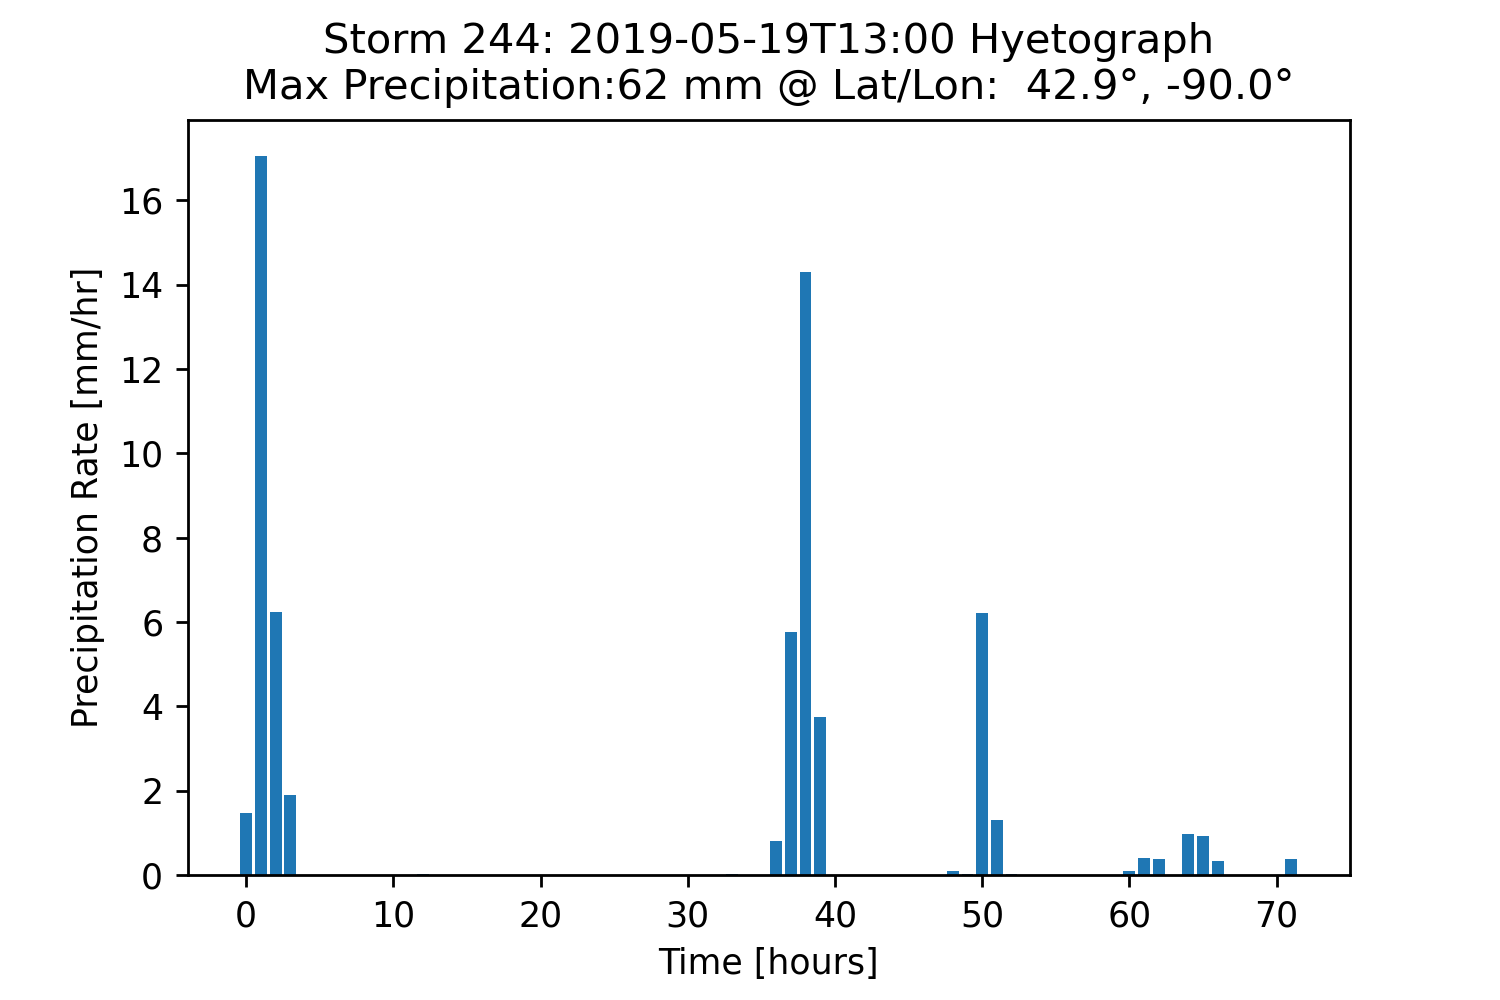 Storm 244: 2019-05-19T13:00 Hyetograph
Max Precipitation:62 mm @ Lat/Lon:  42.9°, -90.0°
Precipitation Rate [mm/hr]
16
14
12
10
8
6
4
2
0
0 10 20 30 40 50 60 70
Time [hours]